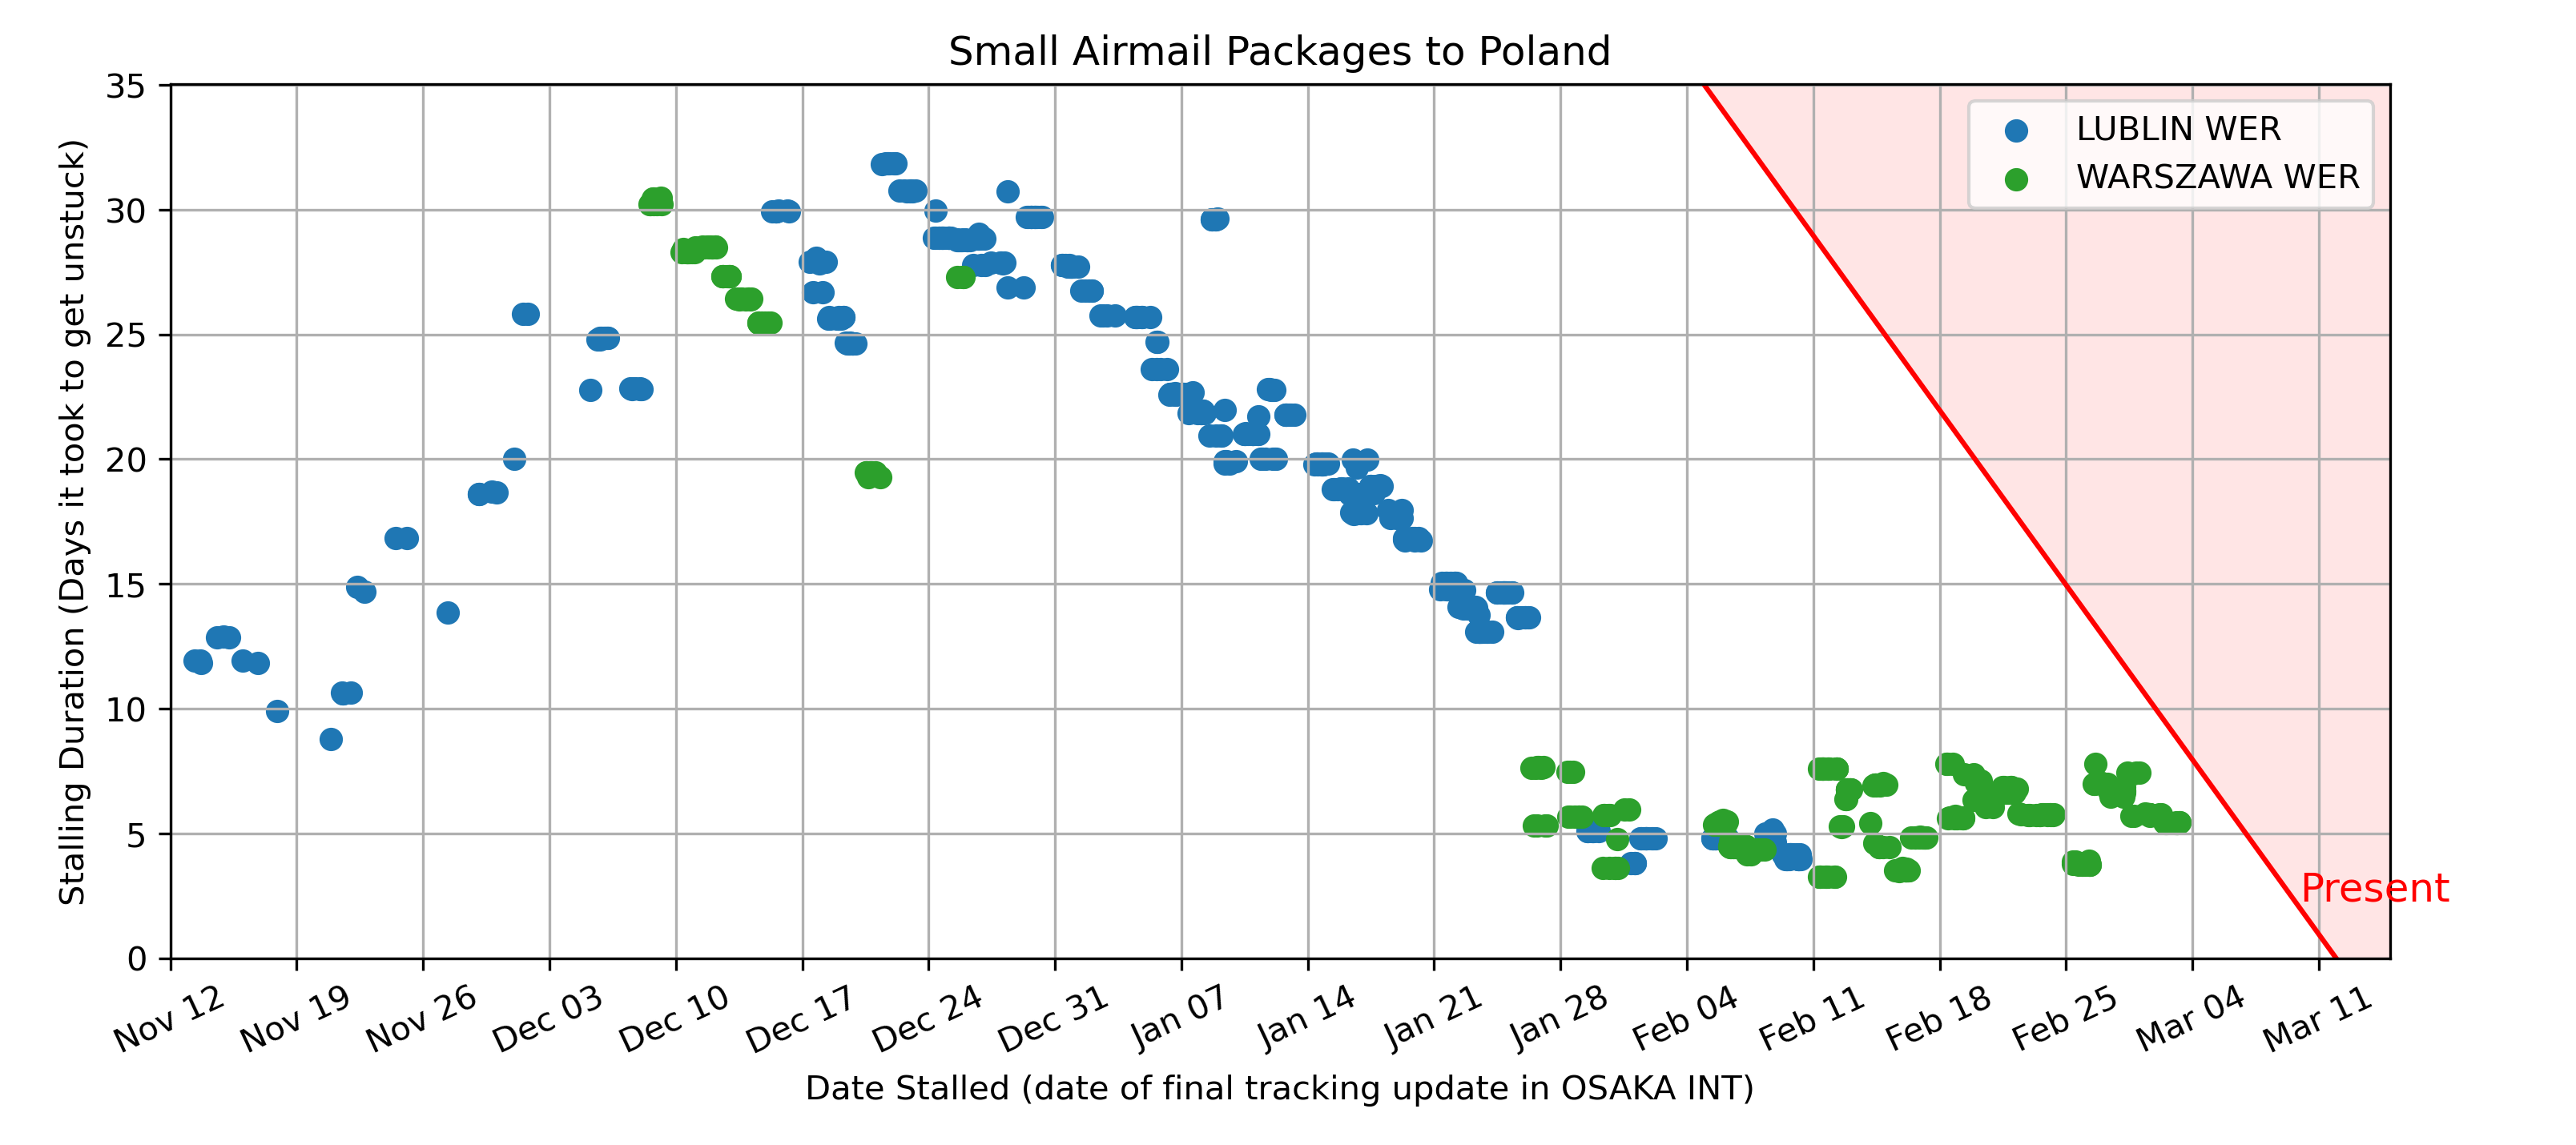 Small Airmail Packages to Poland
LUBLIN WER
WARSZAWA WER
Stalling Duration (Days it took to get unstuck)
35
30
25
20
15
10
5
0
Present
Nov 12
Nov 19
Nov 26
Dec 03
Dec 10
Dec 17
Dec 24
Dec 31
Jan 07
Jan 14
Jan 21
Jan 28
Feb 04
Feb 11
Feb 18
Feb 25
Mar 04
Mar 11
Date Stalled (date of final tracking update in OSAKA INT)